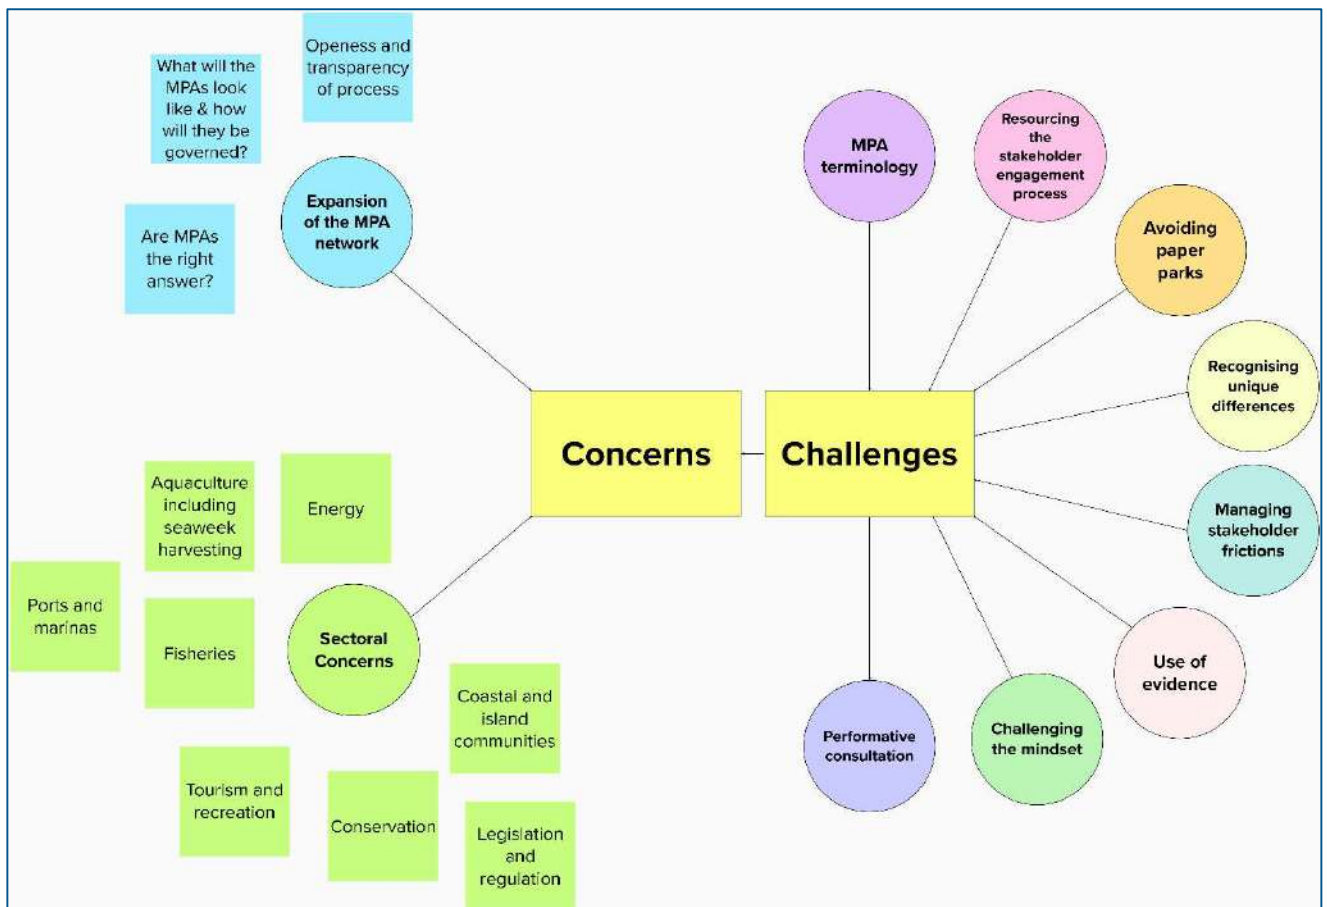 Openess and
transparency
of process
What will the
MPAs look
like & how
will they be
governed?
Expansion
of the MPA
network
Are MPAs
the right
answer?
MPA
terminology
Resourcing
the
stakeholder
engagement
process
Avoiding
paper
parks
Recognising
unique
differences
Concerns
Challenges
Managing
stakeholder
frictions
Use of
evidence
Challenging
the mindset
Performative
consultation
Aquaculture
including
seaweek
harvesting
Energy
Ports and
marinas
Fisheries
Sectoral
Concerns
Coastal and
island
communities
Tourism and
recreation
Conservation
Legislation
and
regulation